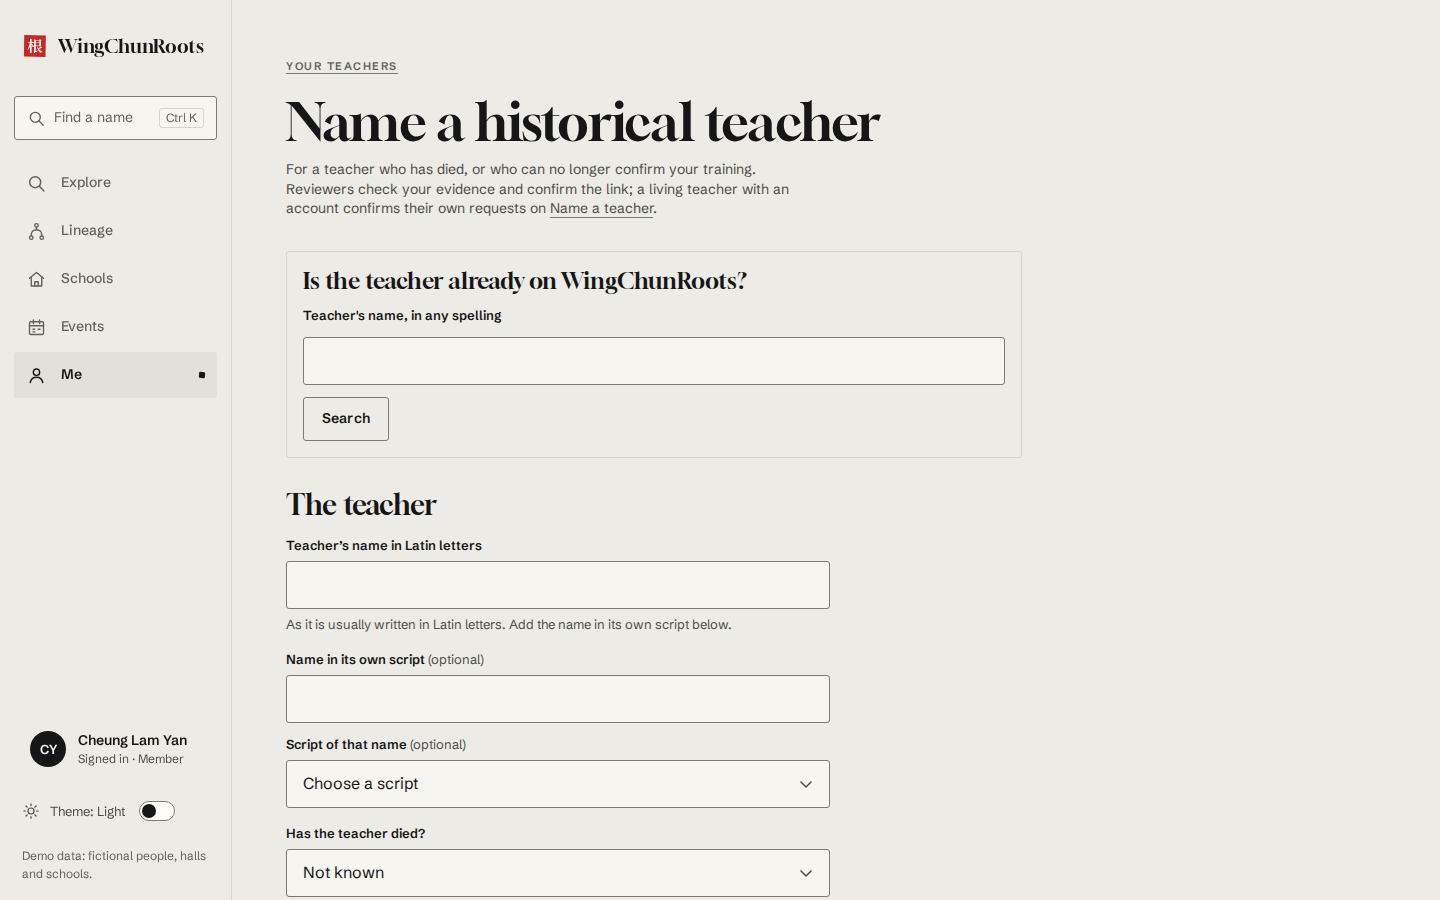 根 WingChunRoots
Find a name Ctrl K
Explore
Lineage
Schools
Events
Me
CY Cheung Lam Yan
Signed in · Member
Theme: Light
Demo data: fictional people, halls
and schools.
YOUR TEACHERS
Name a historical teacher
For a teacher who has died, or who can no longer confirm your training.
Reviewers check your evidence and confirm the link; a living teacher with an
account confirms their own requests on Name a teacher.
Is the teacher already on WingChunRoots?
Teacher's name, in any spelling
Search
The teacher
Teacher’s name in Latin letters
As it is usually written in Latin letters. Add the name in its own script below.
Name in its own script (optional)
Script of that name (optional)
Choose a script
Has the teacher died?
Not known